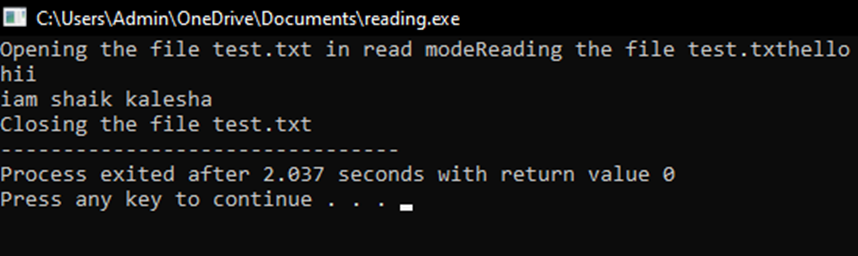 C:\Users\Admin\OneDrive\Documents\reading.exe
Opening the file test.txt in read modeReading the file test.txthello
hii
iam shaik kalesha
Closing the file test.txt
--------------------------------
Process exited after 2.037 seconds with return value 0
Press any key to continue . . .